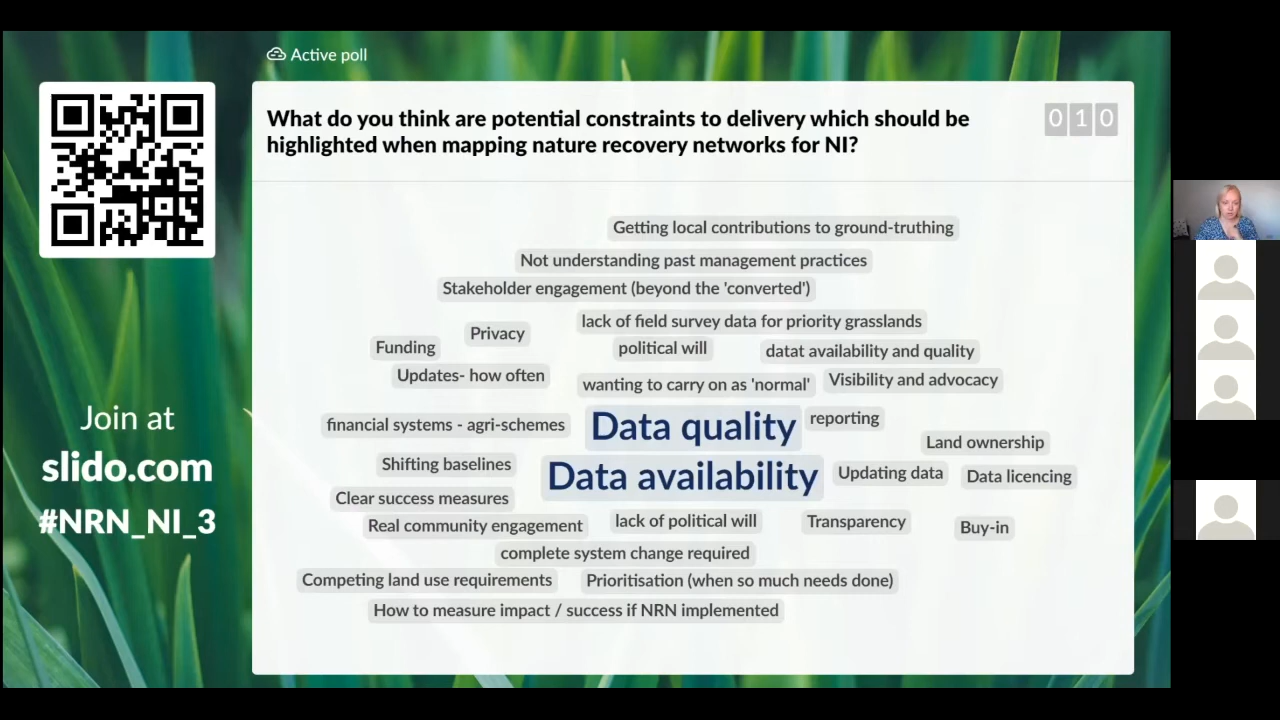 Active poll
What do you think are potential constraints to delivery which should be
highlighted when mapping nature recovery networks for NI?
0 1 0
Getting local contributions to ground-truthing
Not understanding past management practices
Stakeholder engagement (beyond the 'converted')
lack of field survey data for priority grasslands
Privacy
Funding
political will
datat availability and quality
Updates- how often
wanting to carry on as 'normal'
Visibility and advocacy
financial systems - agri-schemes
Data quality
reporting
Land ownership
Shifting baselines
Data availability
Updating data
Data licencing
Clear success measures
Real community engagement
lack of political will
Transparency
Buy-in
complete system change required
Competing land use requirements
Prioritisation (when so much needs done)
How to measure impact / success if NRN implemented
Join at
slido.com
#NRN_NI_3